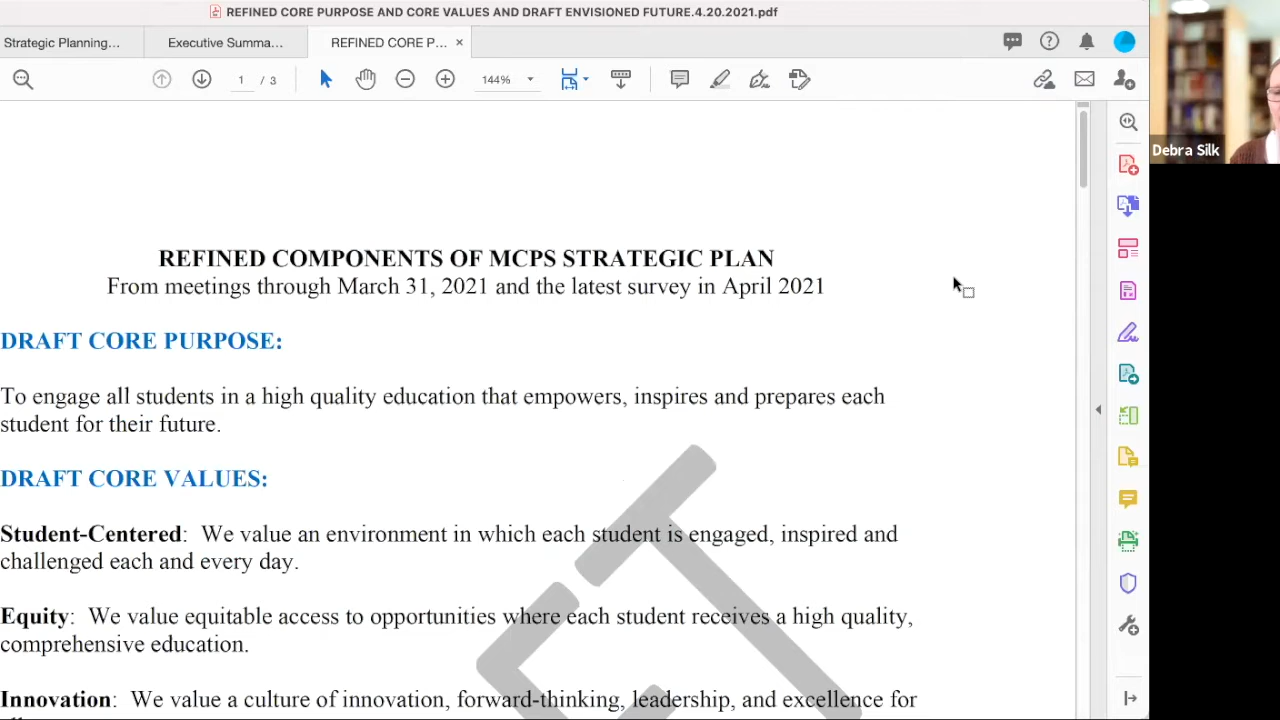 REFINED CORE PURPOSE AND CORE VALUES AND DRAFT ENVISIONED FUTURE.4.20.2021.pdf
Strategic Planning...
Executive Summa...
REFINED CORE P... ×
1 / 3
144%
Debra Silk
REFINED COMPONENTS OF MCPS STRATEGIC PLAN
From meetings through March 31, 2021 and the latest survey in April 2021
DRAFT CORE PURPOSE:
To engage all students in a high quality education that empowers, inspires and prepares each
student for their future.
DRAFT CORE VALUES:
Student-Centered: We value an environment in which each student is engaged, inspired and
challenged each and every day.
Equity: We value equitable access to opportunities where each student receives a high quality,
comprehensive education.
Innovation: We value a culture of innovation, forward-thinking, leadership, and excellence for